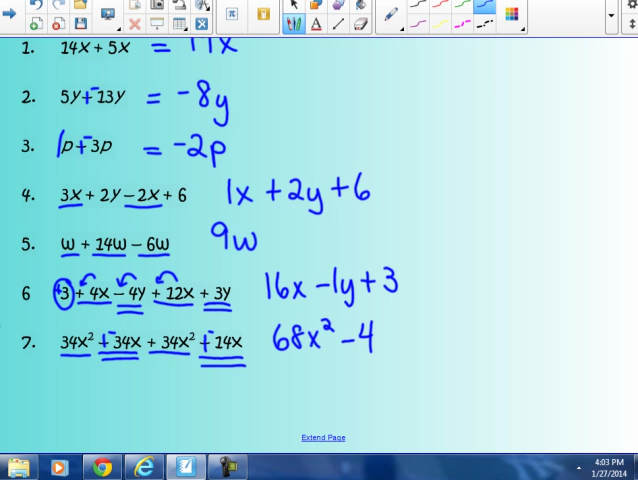 1. 14x + 5x = 19x
2. 5y + -13y = -8y
3. 1p + -3p = -2p
4. 3x + 2y - 2x + 6 1x + 2y + 6
5. w + 14w - 6w 9w
6 +3 + 4x - 4y + 12x + 3y 16x - 1y + 3
7. 34x² + -34x + 34x² + -14x 68x² - 4
Extend Page
4:03 PM
1/27/2014